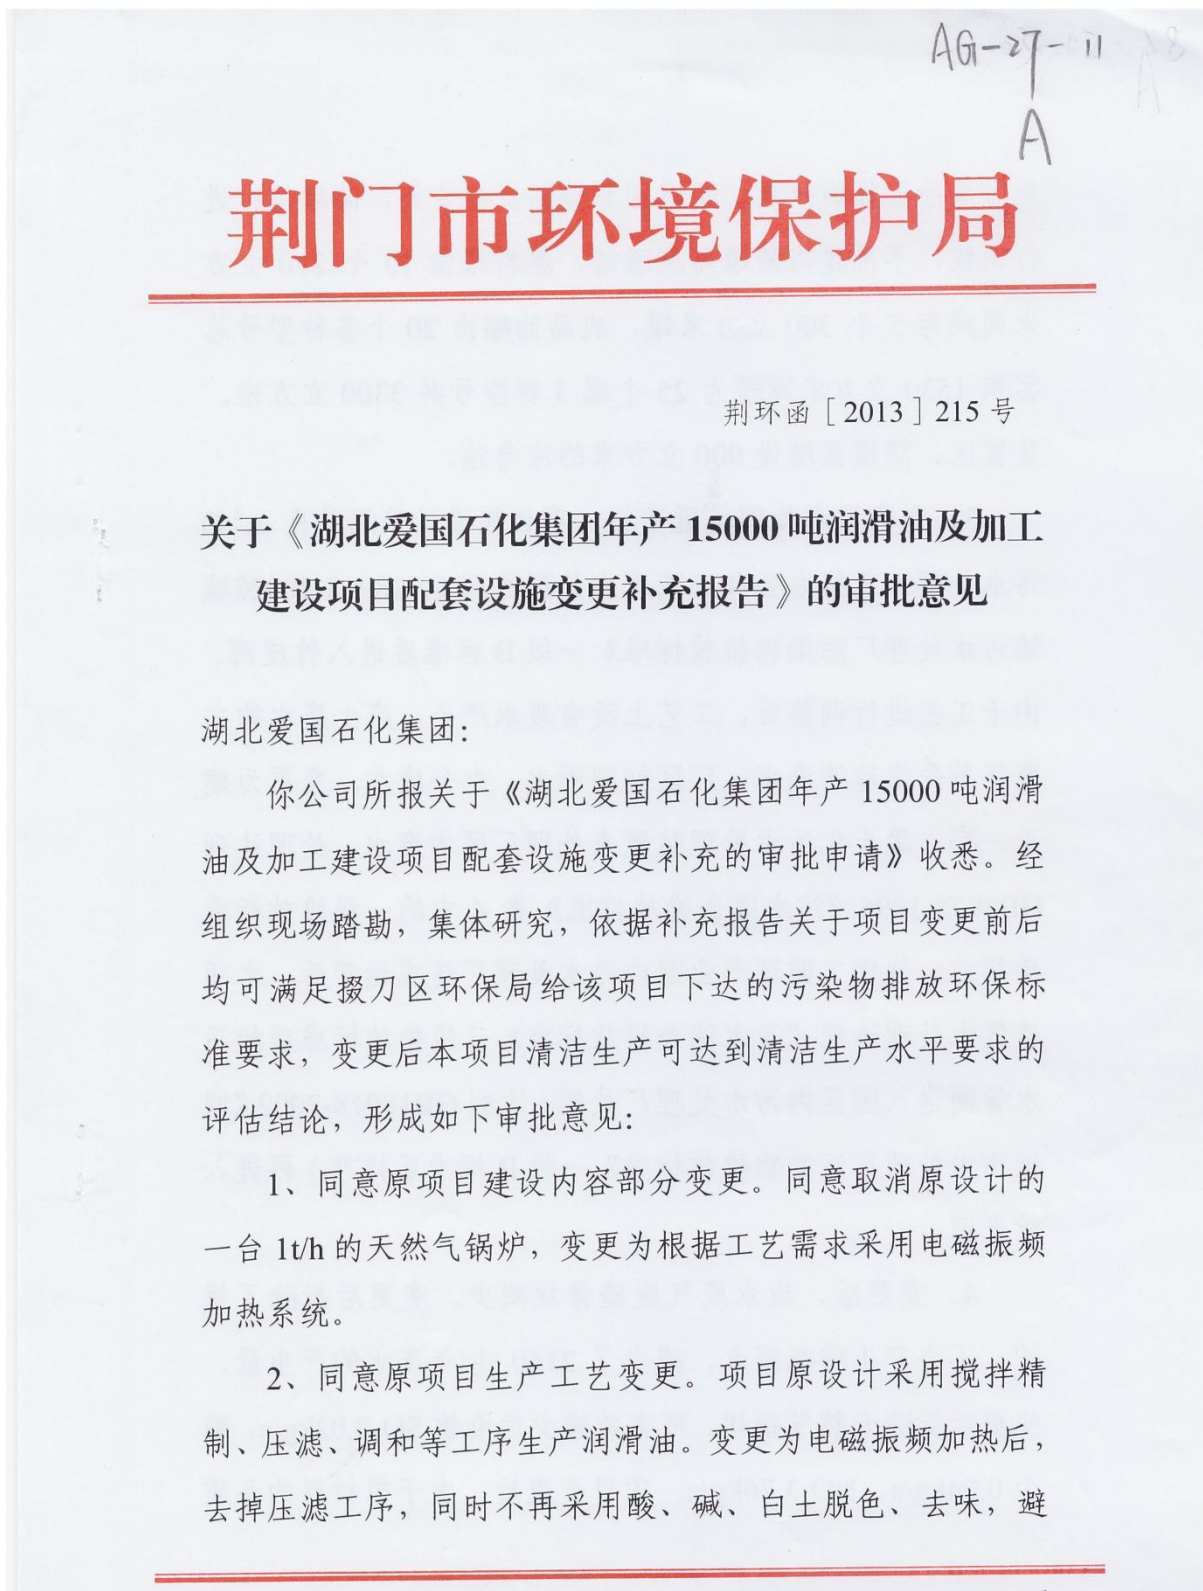 AG-27-11
A
荆门市环境保护局
荆环函［2013］215号
关于《湖北爱国石化集团年产15000吨润滑油及加工
建设项目配套设施变更补充报告》的审批意见
湖北爱国石化集团：
你公司所报关于《湖北爱国石化集团年产15000吨润滑
油及加工建设项目配套设施变更补充的审批申请》收悉。经
组织现场踏勘，集体研究，依据补充报告关于项目变更前后
均可满足掇刀区环保局给该项目下达的污染物排放环保标
准要求，变更后本项目清洁生产可达到清洁生产水平要求的
评估结论，形成如下审批意见：
1、同意原项目建设内容部分变更。同意取消原设计的
一台1t/h的天然气锅炉，变更为根据工艺需求采用电磁振频
加热系统。
2、同意原项目生产工艺变更。项目原设计采用搅拌精
制、压滤、调和等工序生产润滑油。变更为电磁振频加热后，
去掉压滤工序，同时不再采用酸、碱、白土脱色、去味，避